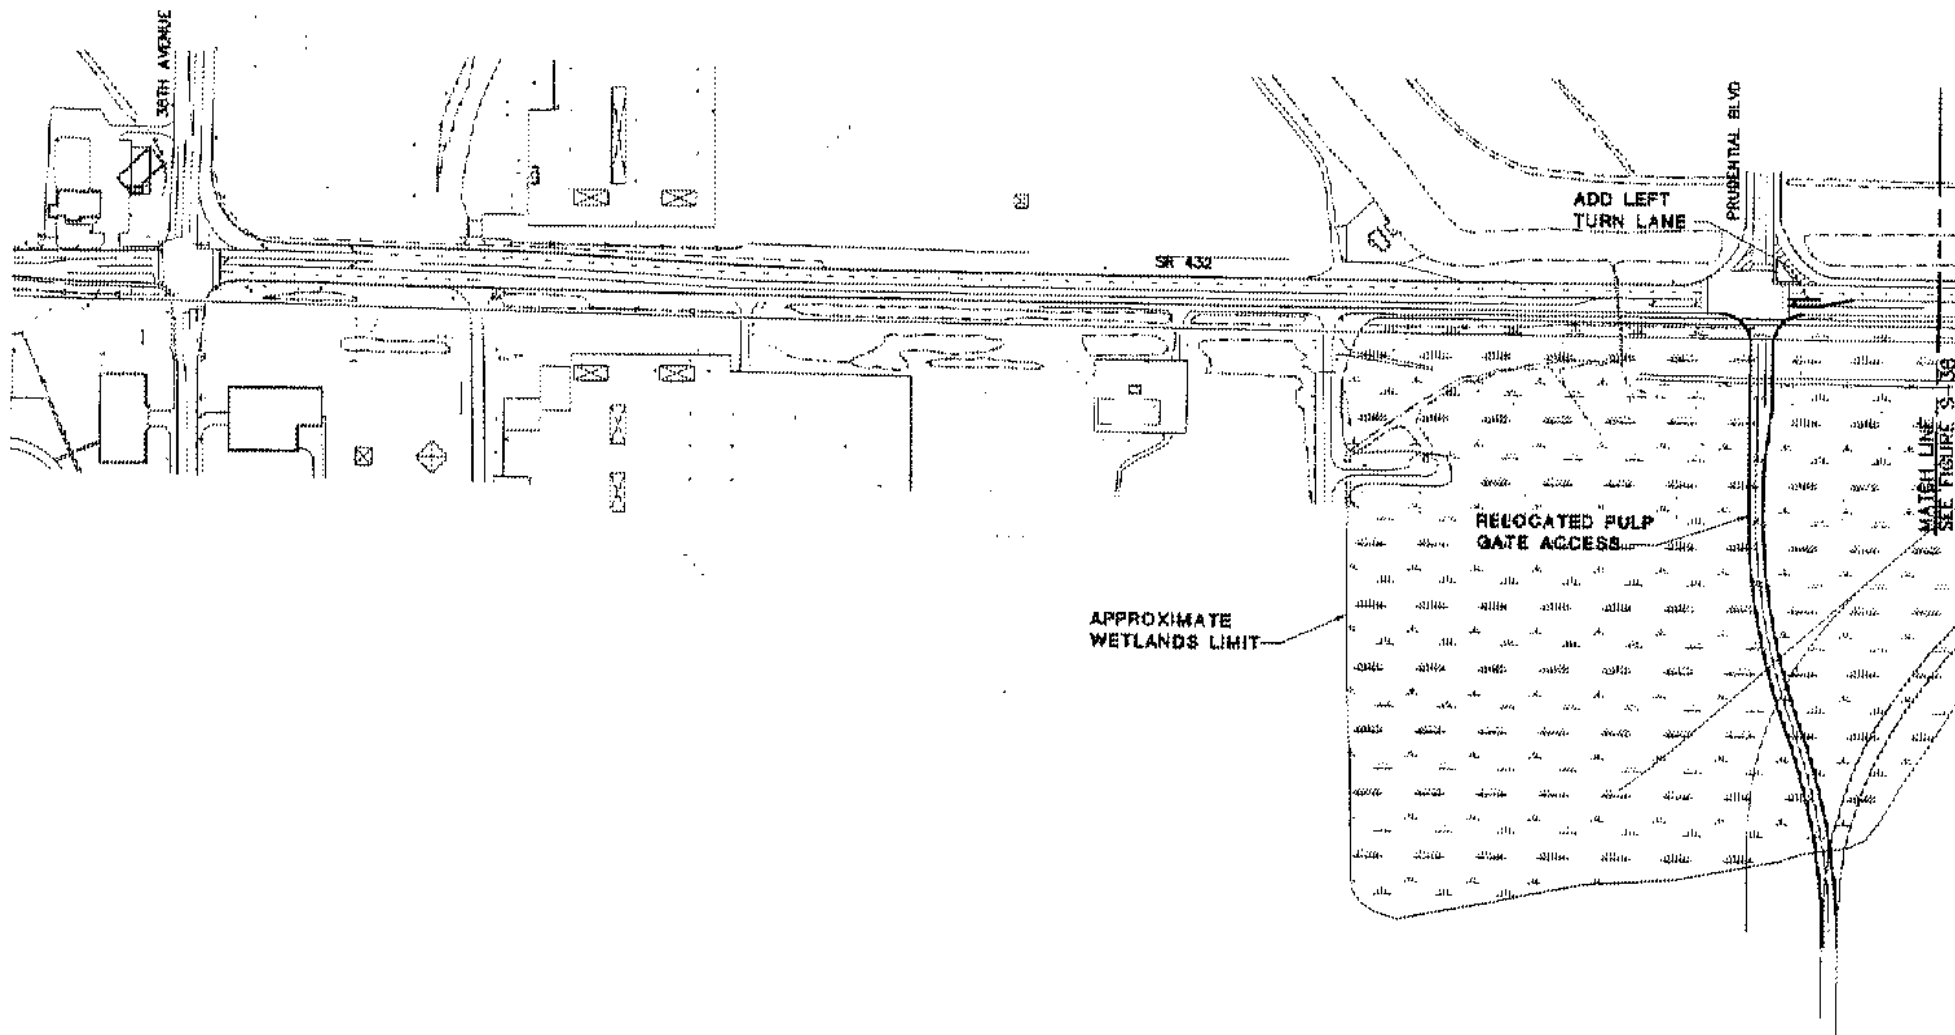 38TH AVENUE
PRUDENTIAL BLVD
ADD LEFT
TURN LANE
SR 432
MATCH LINE
SEE FIGURE S-13B
RELOCATED PULP
GATE ACCESS
APPROXIMATE
WETLANDS LIMIT